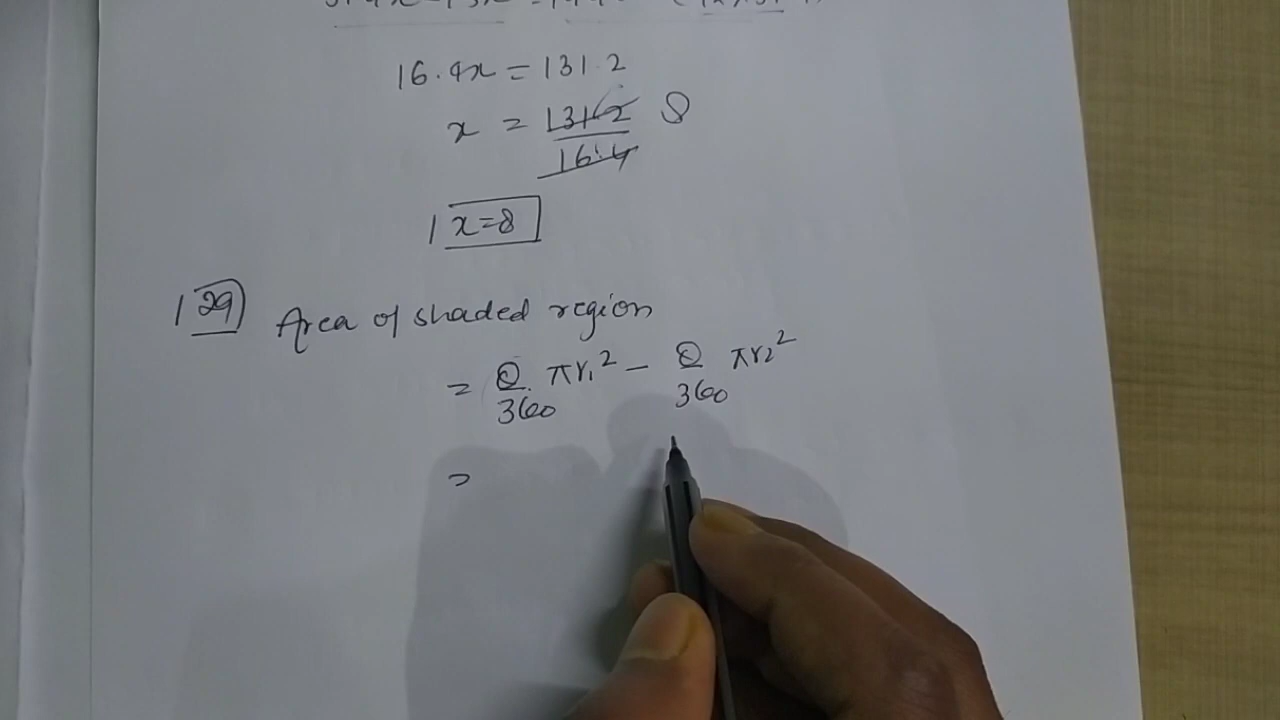 16.4x = 131.2
x = 131.2 8
16.4
x=8
29 Area of shaded region
= θ πr₁² - θ πr₂²
360 360
=